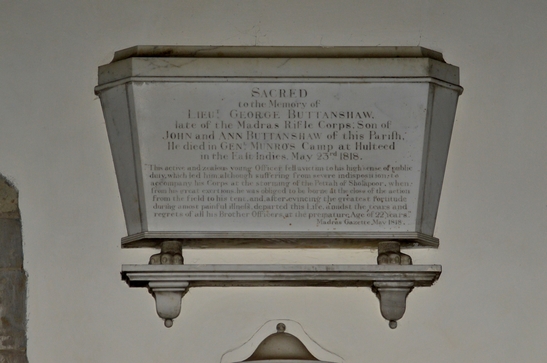 SACRED
to the Memory of
LIEUT. GEORGE BUTTANSHAW,
late of the Madras Rifle Corps. Son of
JOHN and ANN BUTTANSHAW of this Parish.
He died in GENL. MUNRO'S Camp at Hulteed
in the East Indies, May 23rd 1818.
"This active and zealous young Officer fell a victim to his high sense of public
duty, which led him although suffering from severe indisposition to
accompany his Corps at the storming of the Pettah of Sholapoor, when
from his great exertions he was obliged to be borne at the close of the action
from the field to his tent, and, after evincing the greatest fortitude
during a most painful illness, departed this Life, amidst the tears and
regrets of all his Brother Officers, at the premature Age of 22 Years."
Madras Gazette, May 1818.